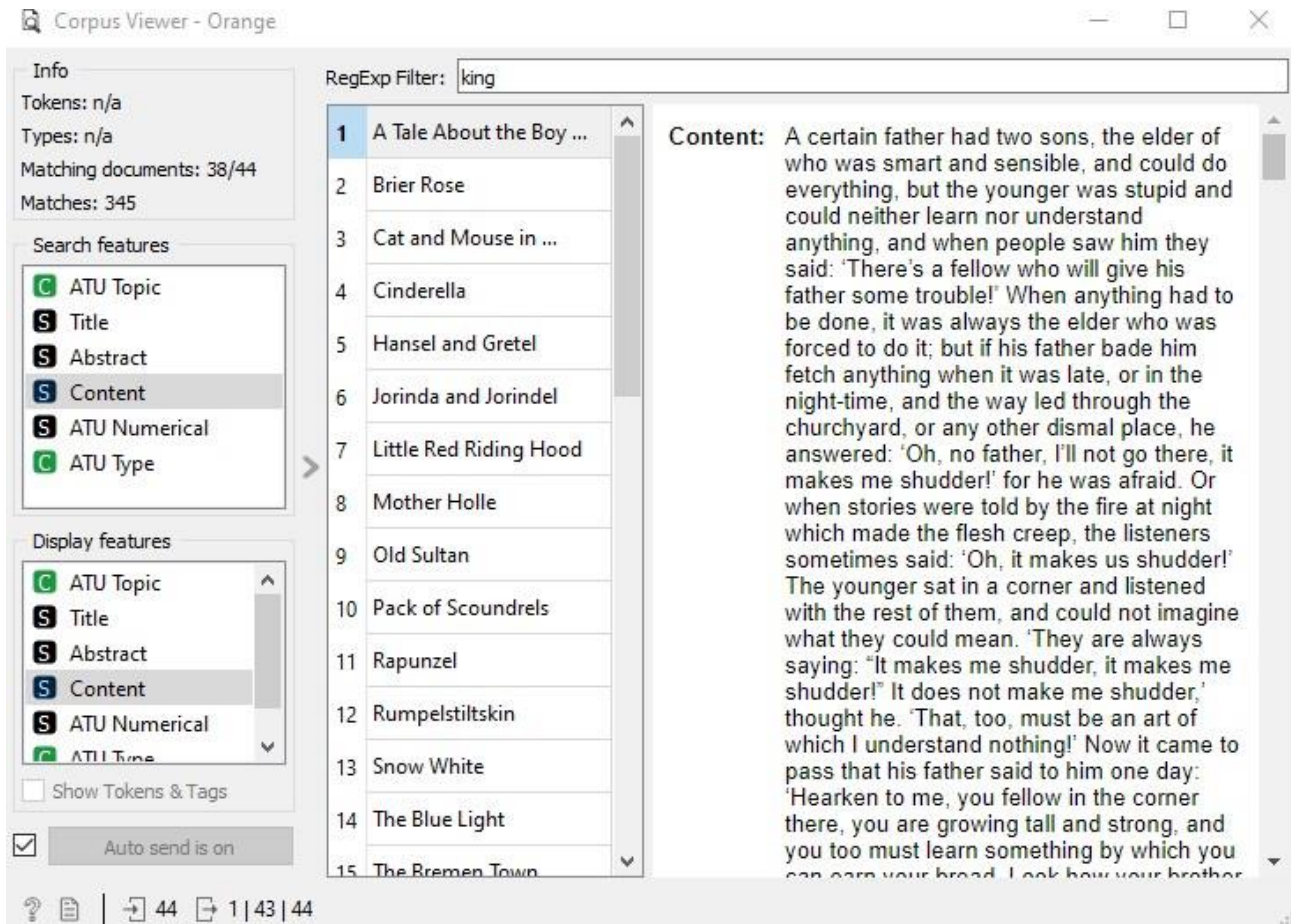 Corpus Viewer - Orange
Info
Tokens: n/a
Types: n/a
Matching documents: 38/44
Matches: 345
Search features
C ATU Topic
S Title
S Abstract
S Content
S ATU Numerical
C ATU Type
Display features
C ATU Topic
S Title
S Abstract
S Content
S ATU Numerical
C ATU Type
Show Tokens & Tags
Auto send is on
RegExp Filter: king
1 A Tale About the Boy ...
2 Brier Rose
3 Cat and Mouse in ...
4 Cinderella
5 Hansel and Gretel
6 Jorinda and Jorindel
7 Little Red Riding Hood
8 Mother Holle
9 Old Sultan
10 Pack of Scoundrels
11 Rapunzel
12 Rumpelstiltskin
13 Snow White
14 The Blue Light
15 The Bremen Town
Content: A certain father had two sons, the elder of
who was smart and sensible, and could do
everything, but the younger was stupid and
could neither learn nor understand
anything, and when people saw him they
said: ‘There’s a fellow who will give his
father some trouble!’ When anything had to
be done, it was always the elder who was
forced to do it; but if his father bade him
fetch anything when it was late, or in the
night-time, and the way led through the
churchyard, or any other dismal place, he
answered: ‘Oh, no father, I’ll not go there, it
makes me shudder!’ for he was afraid. Or
when stories were told by the fire at night
which made the flesh creep, the listeners
sometimes said: ‘Oh, it makes us shudder!’
The younger sat in a corner and listened
with the rest of them, and could not imagine
what they could mean. ‘They are always
saying: “It makes me shudder, it makes me
shudder!” It does not make me shudder,’
thought he. ‘That, too, must be an art of
which I understand nothing!’ Now it came to
pass that his father said to him one day:
‘Hearken to me, you fellow in the corner
there, you are growing tall and strong, and
you too must learn something by which you
can earn your bread. Look how your brother
? 44 1 | 43 | 44